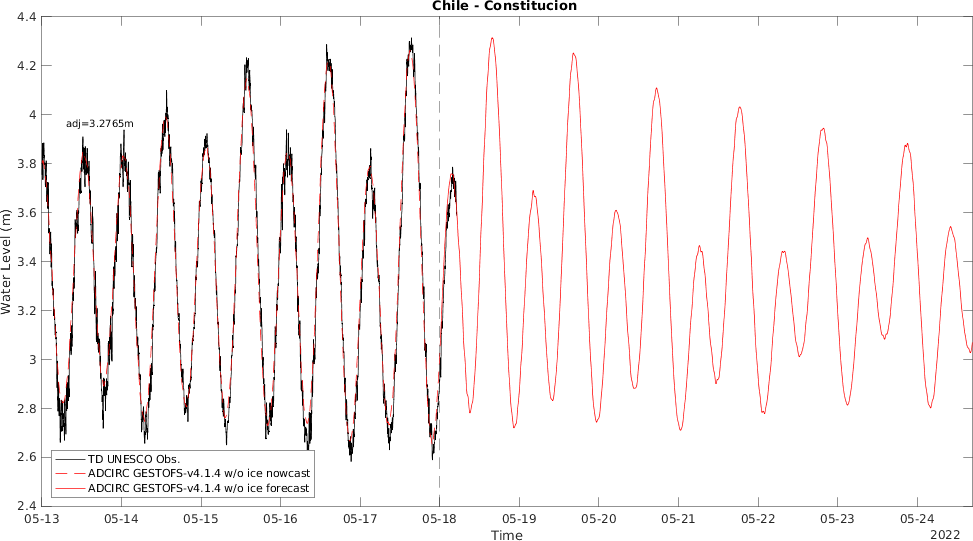 Chile - Constitucion
4.4
4.2
4
3.8
3.6
3.4
3.2
3
2.8
2.6
2.4
Water Level (m)
adj=3.2765m
TD UNESCO Obs.
ADCIRC GESTOFS-v4.1.4 w/o ice nowcast
ADCIRC GESTOFS-v4.1.4 w/o ice forecast
05-13 05-14 05-15 05-16 05-17 05-18 05-19 05-20 05-21 05-22 05-23 05-24
Time
2022